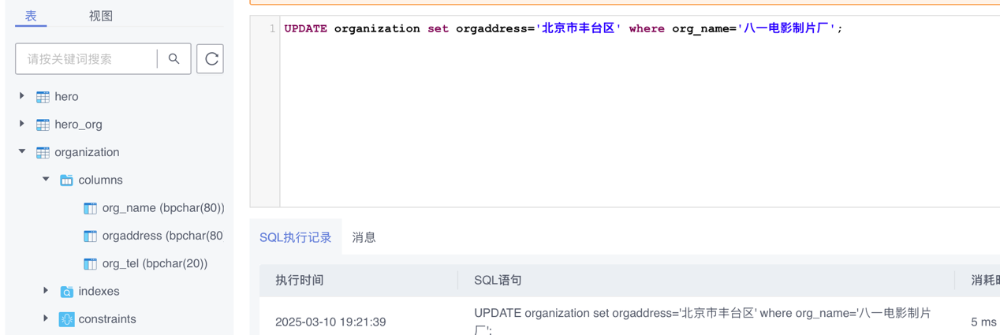 表 视图
请按关键词搜索
hero
hero_org
organization
columns
org_name (bpchar(80))
orgaddress (bpchar(80
org_tel (bpchar(20))
indexes
constraints
1 UPDATE organization set orgaddress='北京市丰台区' where org_name='八一电影制片厂';
SQL执行记录 消息
执行时间 SQL语句 消耗时
2025-03-10 19:21:39 UPDATE organization set orgaddress='北京市丰台区' where org_name='八一电影制片 5 ms
厂';